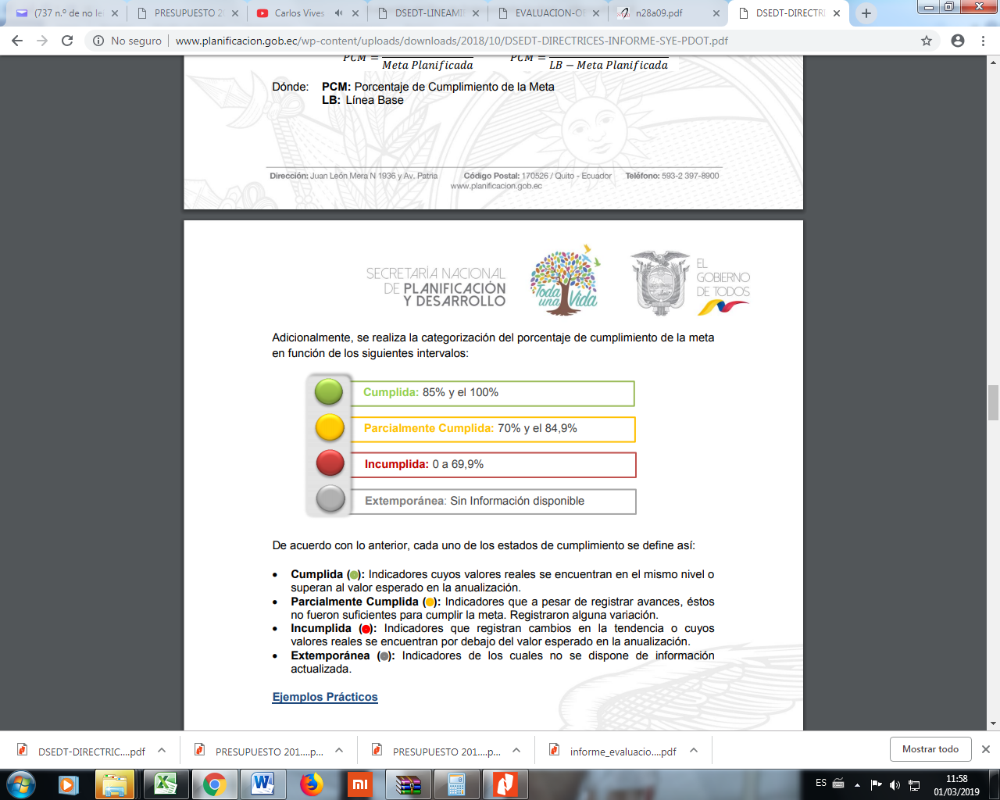 (737 n.º de no le
PRESUPUESTO 20
Carlos Vives
DSEDT-LINEAMIE
EVALUACION-OB
n28a09.pdf
DSEDT-DIRECTRI
No seguro
www.planificacion.gob.ec/wp-content/uploads/downloads/2018/10/DSEDT-DIRECTRICES-INFORME-SYE-PDOT.pdf
PCM = Meta Planificada
PCM = LB − Meta Planificada
Dónde: PCM: Porcentaje de Cumplimiento de la Meta
LB: Línea Base
Dirección: Juan León Mera N 1936 y Av. Patria Código Postal: 170526 / Quito - Ecuador Teléfono: 593-2 397-8900
www.planificacion.gob.ec
SECRETARÍA NACIONAL
DE PLANIFICACIÓN
Y DESARROLLO
Toda
una Vida
EL
GOBIERNO
DE TODOS
Adicionalmente, se realiza la categorización del porcentaje de cumplimiento de la meta
en función de los siguientes intervalos:
Cumplida: 85% y el 100%
Parcialmente Cumplida: 70% y el 84,9%
Incumplida: 0 a 69,9%
Extemporánea: Sin Información disponible
De acuerdo con lo anterior, cada uno de los estados de cumplimiento se define así:
• Cumplida (●): Indicadores cuyos valores reales se encuentran en el mismo nivel o
superan al valor esperado en la anualización.
• Parcialmente Cumplida (●): Indicadores que a pesar de registrar avances, éstos
no fueron suficientes para cumplir la meta. Registraron alguna variación.
• Incumplida (●): Indicadores que registran cambios en la tendencia o cuyos
valores reales se encuentran por debajo del valor esperado en la anualización.
• Extemporánea (●): Indicadores de los cuales no se dispone de información
actualizada.
Ejemplos Prácticos
DSEDT-DIRECTRIC....pdf
PRESUPUESTO 201....p...
PRESUPUESTO 201....p...
informe_evaluacio....pdf
Mostrar todo
ES
11:58
01/03/2019